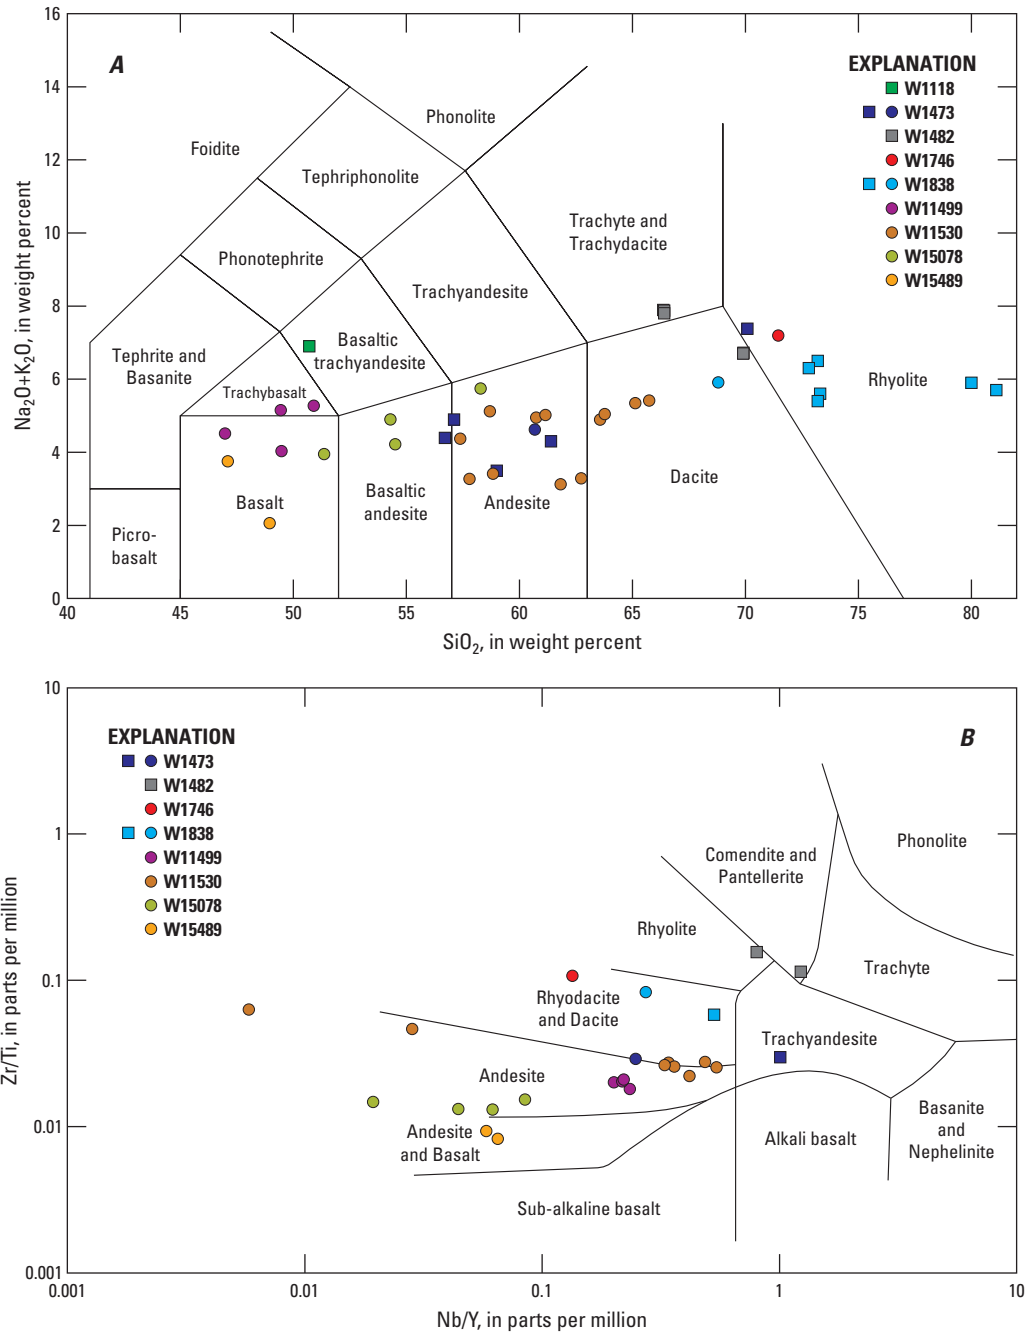 A
EXPLANATION
W1118
W1473
W1482
W1746
W1838
W11499
W11530
W15078
W15489
Na2O+K2O, in weight percent
16
14
12
10
8
6
4
2
0
Phonolite
Foidite
Tephriphonolite
Trachyte and
Trachydacite
Phonotephrite
Trachyandesite
Basaltic
trachyandesite
Tephrite and
Basanite
Trachybasalt
Rhyolite
Dacite
Basalt
Basaltic
andesite
Andesite
Picro-
basalt
40
45
50
55
60
65
70
75
80
SiO2, in weight percent
B
EXPLANATION
W1473
W1482
W1746
W1838
W11499
W11530
W15078
W15489
Zr/Ti, in parts per million
10
1
0.1
0.01
0.001
Phonolite
Comendite and
Pantellerite
Rhyolite
Trachyte
Rhyodacite
and Dacite
Trachyandesite
Andesite
Andesite
and Basalt
Alkali basalt
Basanite
and
Nephelinite
Sub-alkaline basalt
0.001
0.01
0.1
1
10
Nb/Y, in parts per million